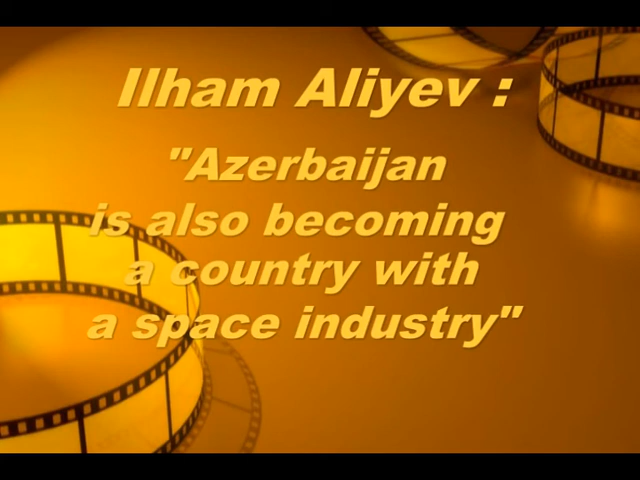 Ilham Aliyev :
"Azerbaijan
is also becoming
a country with
a space industry"